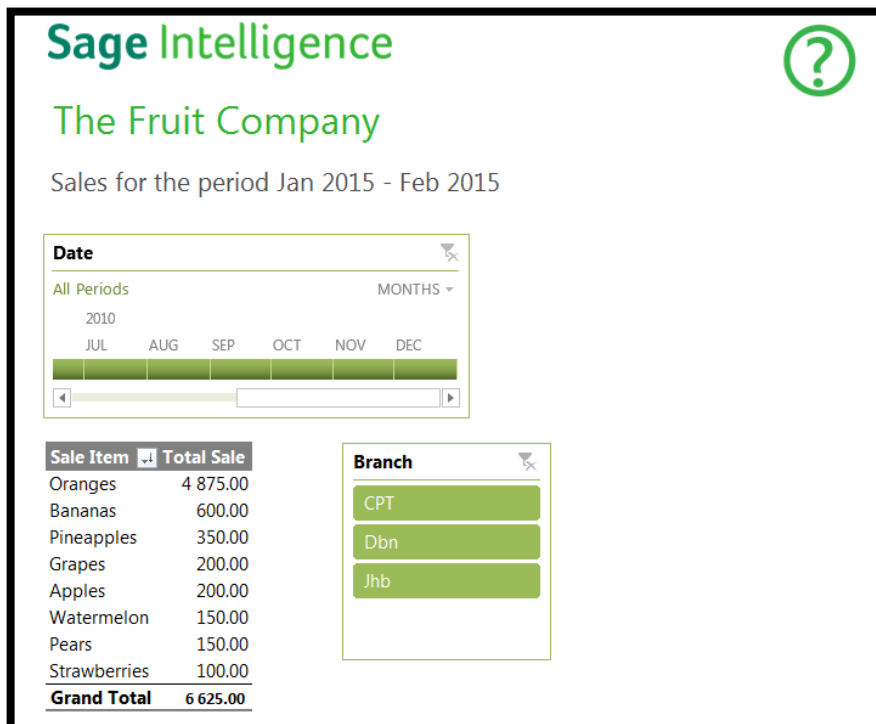 Sage Intelligence
?
The Fruit Company
Sales for the period Jan 2015 - Feb 2015
Date
All Periods MONTHS
2010
JUL AUG SEP OCT NOV DEC
Sale Item Total Sale
Oranges 4 875.00
Bananas 600.00
Pineapples 350.00
Grapes 200.00
Apples 200.00
Watermelon 150.00
Pears 150.00
Strawberries 100.00
Grand Total 6 625.00
Branch
CPT
Dbn
Jhb